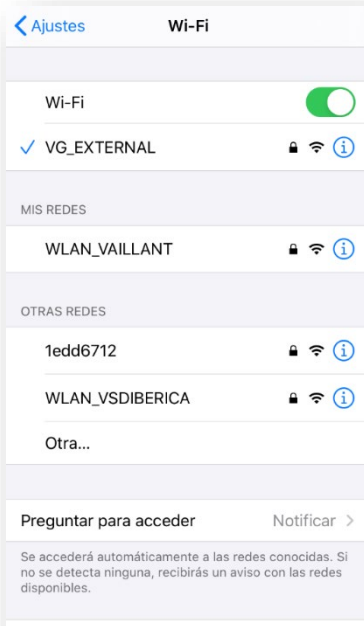 Ajustes Wi-Fi
Wi-Fi
VG_EXTERNAL
MIS REDES
WLAN_VAILLANT
OTRAS REDES
1edd6712
WLAN_VSDIBERICA
Otra...
Preguntar para acceder Notificar
Se accederá automáticamente a las redes conocidas. Si
no se detecta ninguna, recibirás un aviso con las redes
disponibles.